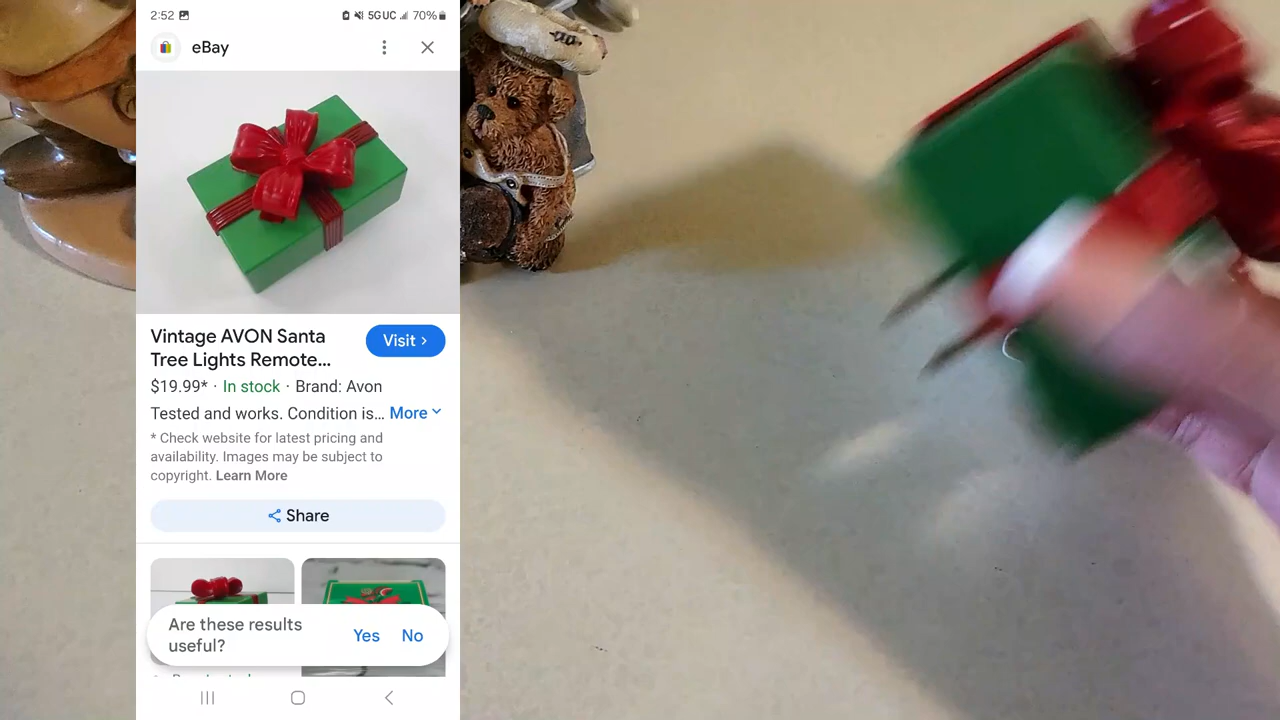 2:52
5G UC
70%
eBay
Vintage AVON Santa
Tree Lights Remote...
Visit ›
$19.99* · In stock · Brand: Avon
Tested and works. Condition is... More
* Check website for latest pricing and
availability. Images may be subject to
copyright. Learn More
Share
Are these results
useful?
Yes
No